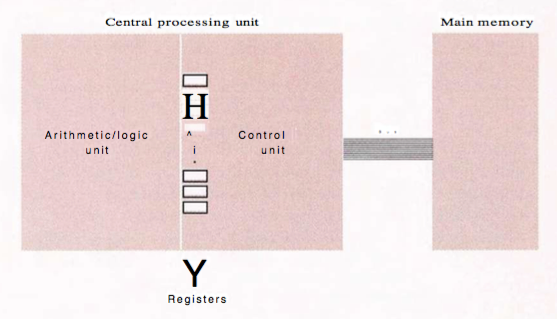 Central processing unit
Main memory
H
Arithmetic/logic
unit
^
i
Control
unit
Y
Registers